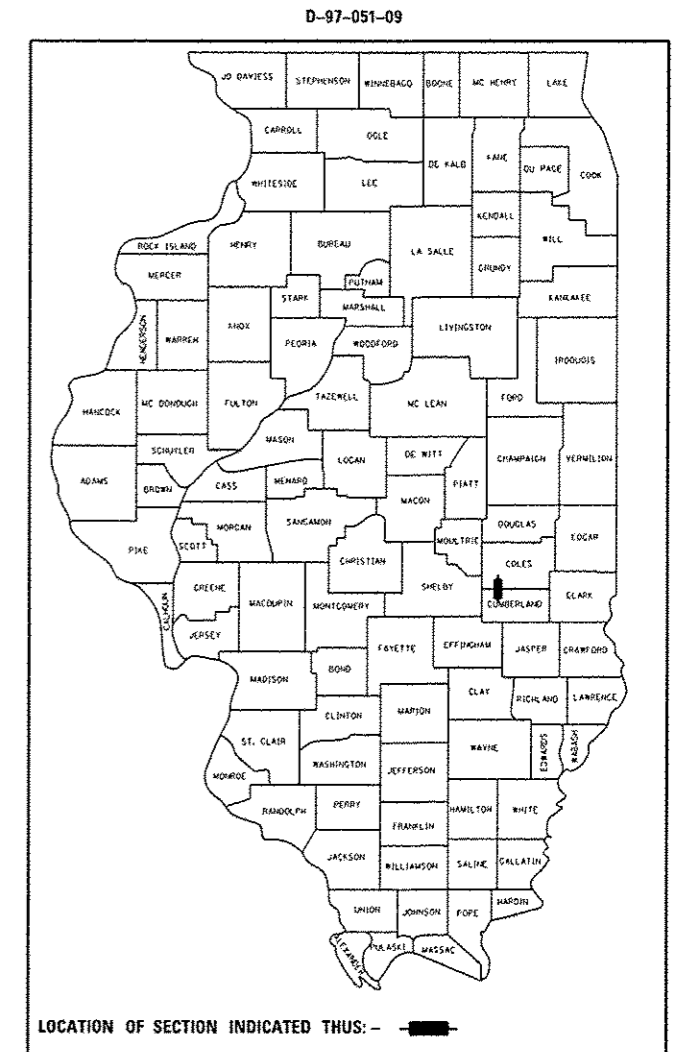 D-97-051-09
JO DAVIESS STEPHENSON WINNEBAGO BOONE MC HENRY LAKE
CARROLL OGLE
DE KALB KANE DU PAGE COOK
WHITESIDE LEE
KENDALL
ROCK ISLAND HENRY BUREAU LA SALLE WILL
MERCER PUTNAM GRUNDY
STARK MARSHALL KANKAKEE
HENDERSON WARREN KNOX LIVINGSTON
PEORIA WOODFORD IROQUOIS
HANCOCK MC DONOUGH FULTON TAZEWELL MC LEAN FORD
MASON
SCHUYLER LOGAN DE WITT CHAMPAIGN VERMILION
ADAMS BROWN CASS MENARD PIATT
MACON
MORGAN SANGAMON DOUGLAS
PIKE SCOTT CHRISTIAN MOULTRIE EDGAR
COLES
GREENE SHELBY
CALHOUN MACOUPIN MONTGOMERY CUMBERLAND CLARK
JERSEY
FAYETTE EFFINGHAM JASPER CRAWFORD
MADISON BOND
CLAY RICHLAND LAWRENCE
CLINTON MARION
ST. CLAIR WAYNE EDWARDS WABASH
WASHINGTON JEFFERSON
MONROE
RANDOLPH PERRY HAMILTON WHITE
FRANKLIN
JACKSON WILLIAMSON SALINE GALLATIN
UNION JOHNSON POPE HARDIN
ALEXANDER PULASKI MASSAC
LOCATION OF SECTION INDICATED THUS: -